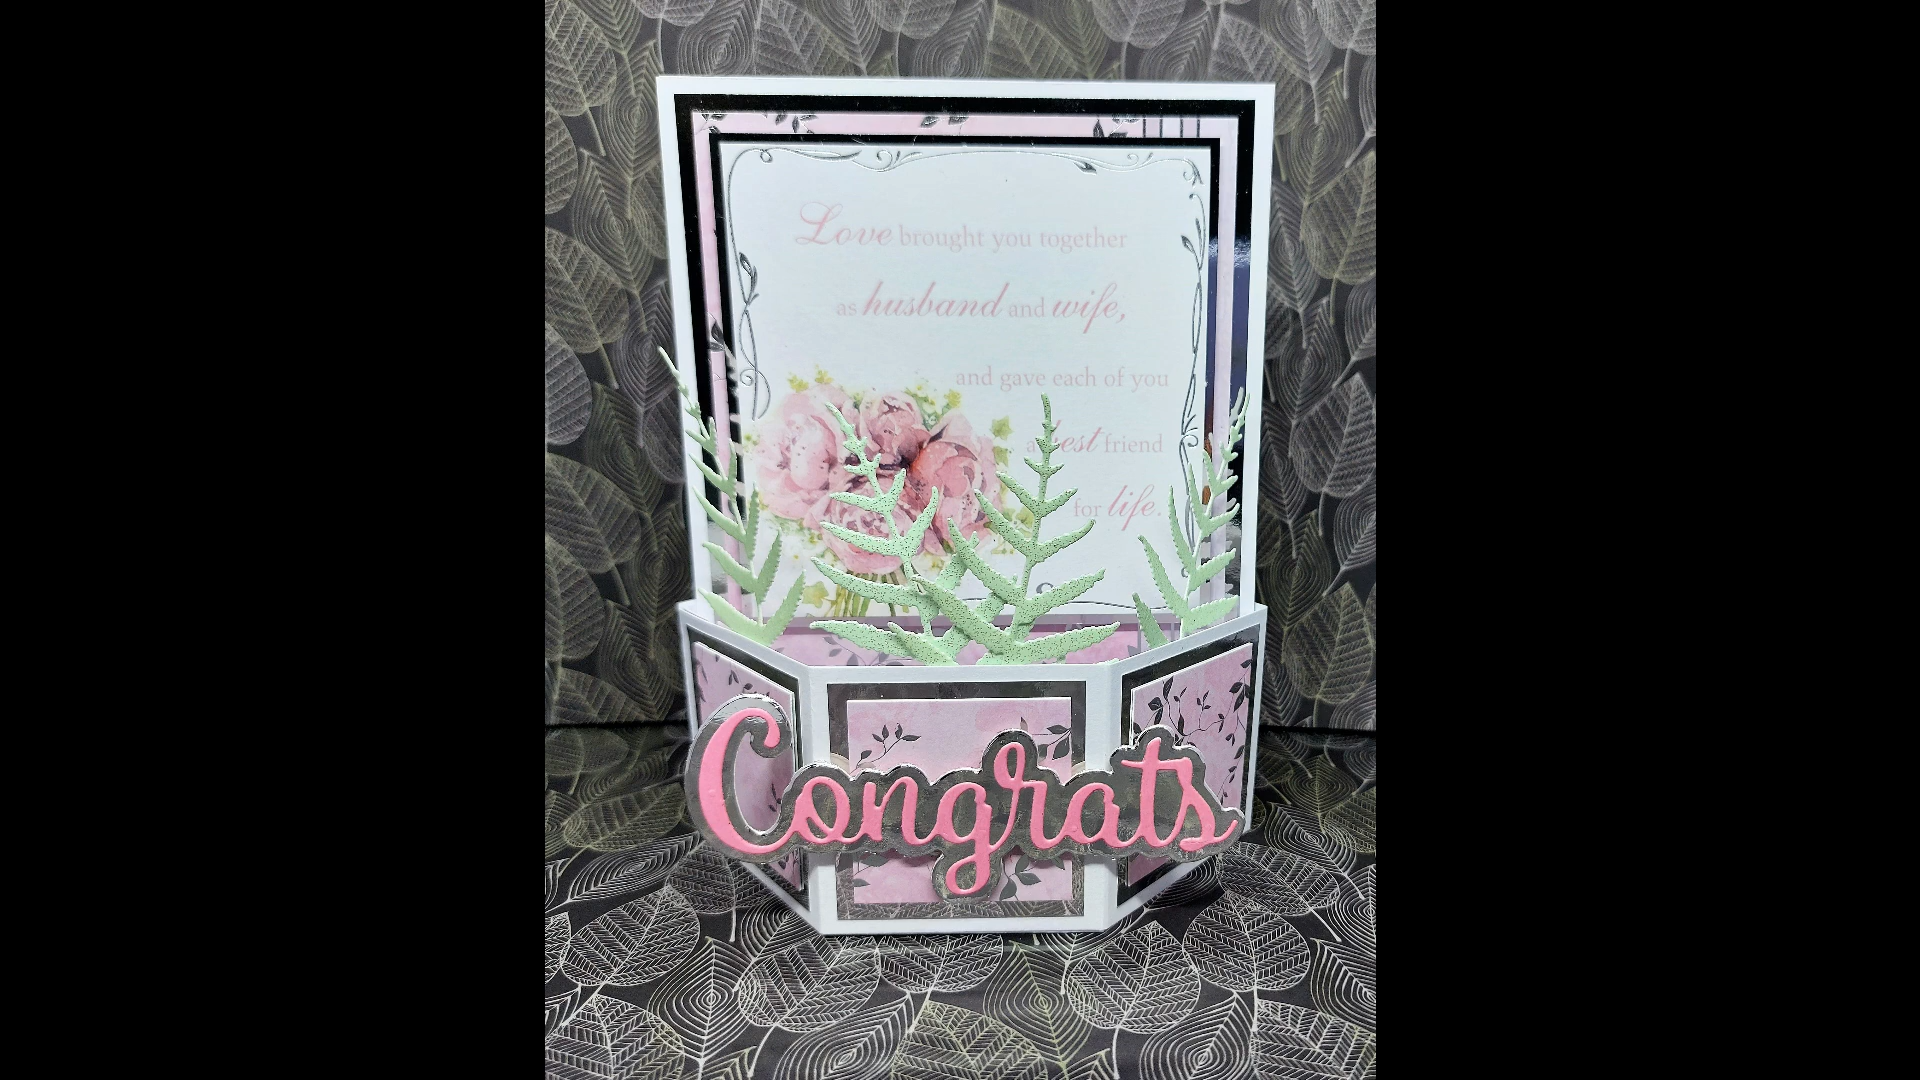 Love brought you together
as husband and wife,
and gave each of you
a best friend
for life.
Congrats